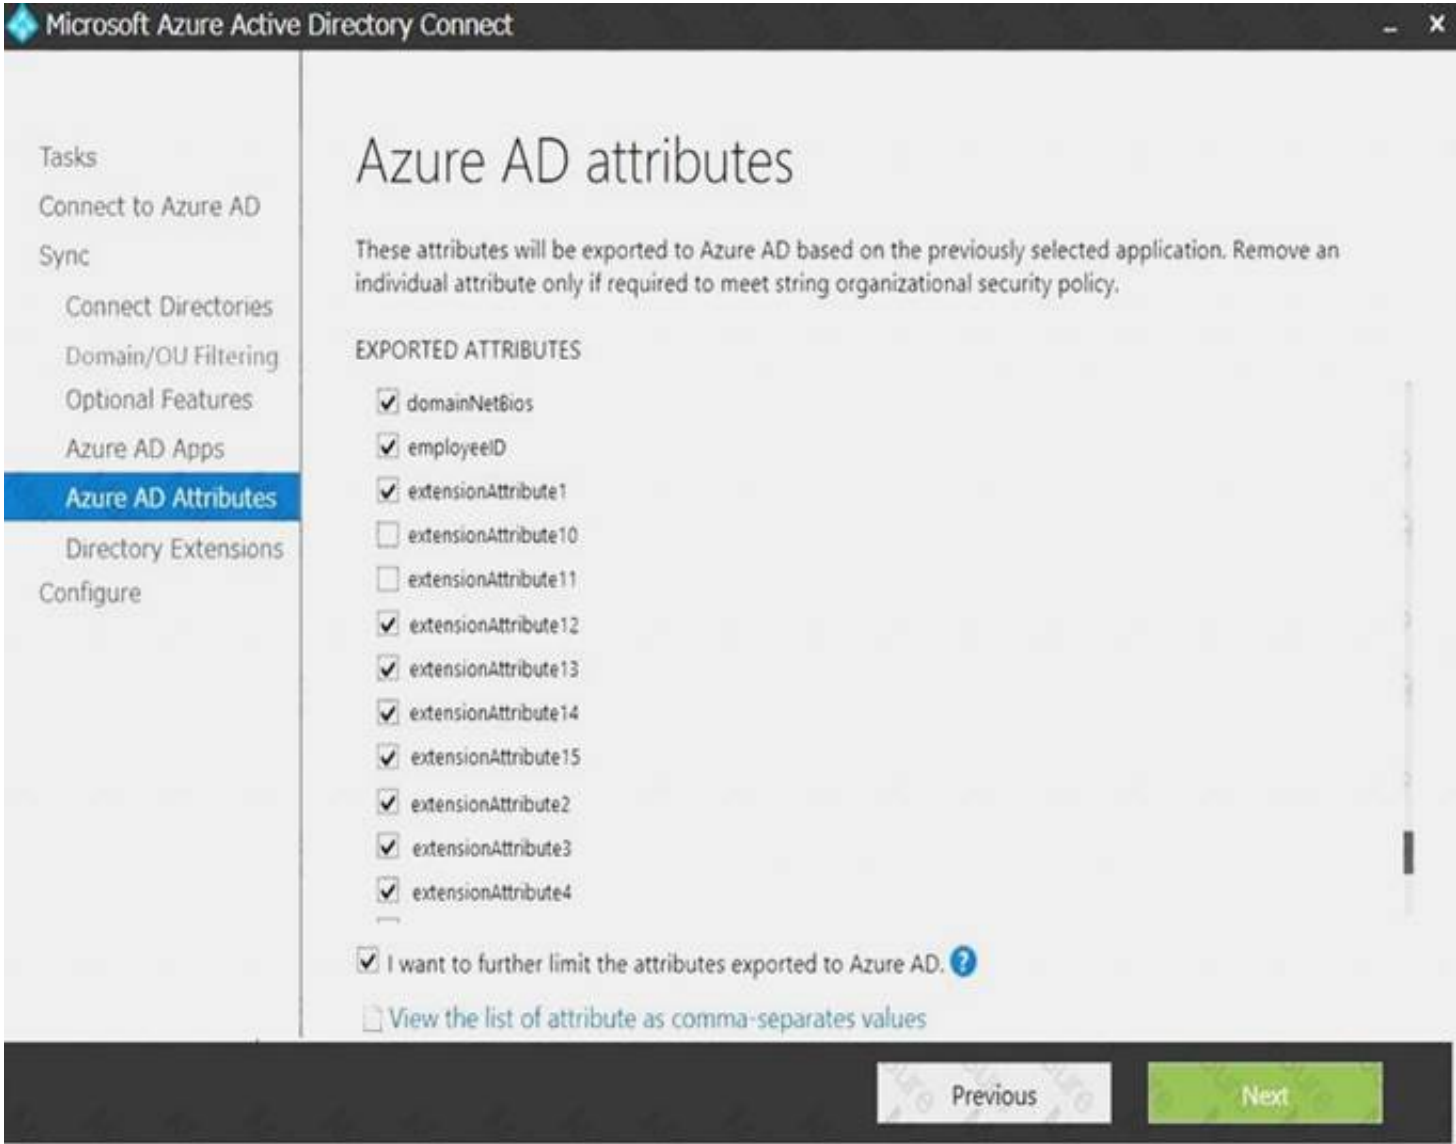 Microsoft Azure Active Directory Connect
Tasks
Connect to Azure AD
Sync
Connect Directories
Domain/OU Filtering
Optional Features
Azure AD Apps
Azure AD Attributes
Directory Extensions
Configure
Azure AD attributes
These attributes will be exported to Azure AD based on the previously selected application. Remove an
individual attribute only if required to meet string organizational security policy.
EXPORTED ATTRIBUTES
domainNetBios
employeeID
extensionAttribute1
extensionAttribute10
extensionAttribute11
extensionAttribute12
extensionAttribute13
extensionAttribute14
extensionAttribute15
extensionAttribute2
extensionAttribute3
extensionAttribute4
I want to further limit the attributes exported to Azure AD. ?
View the list of attribute as comma-separates values
Previous
Next